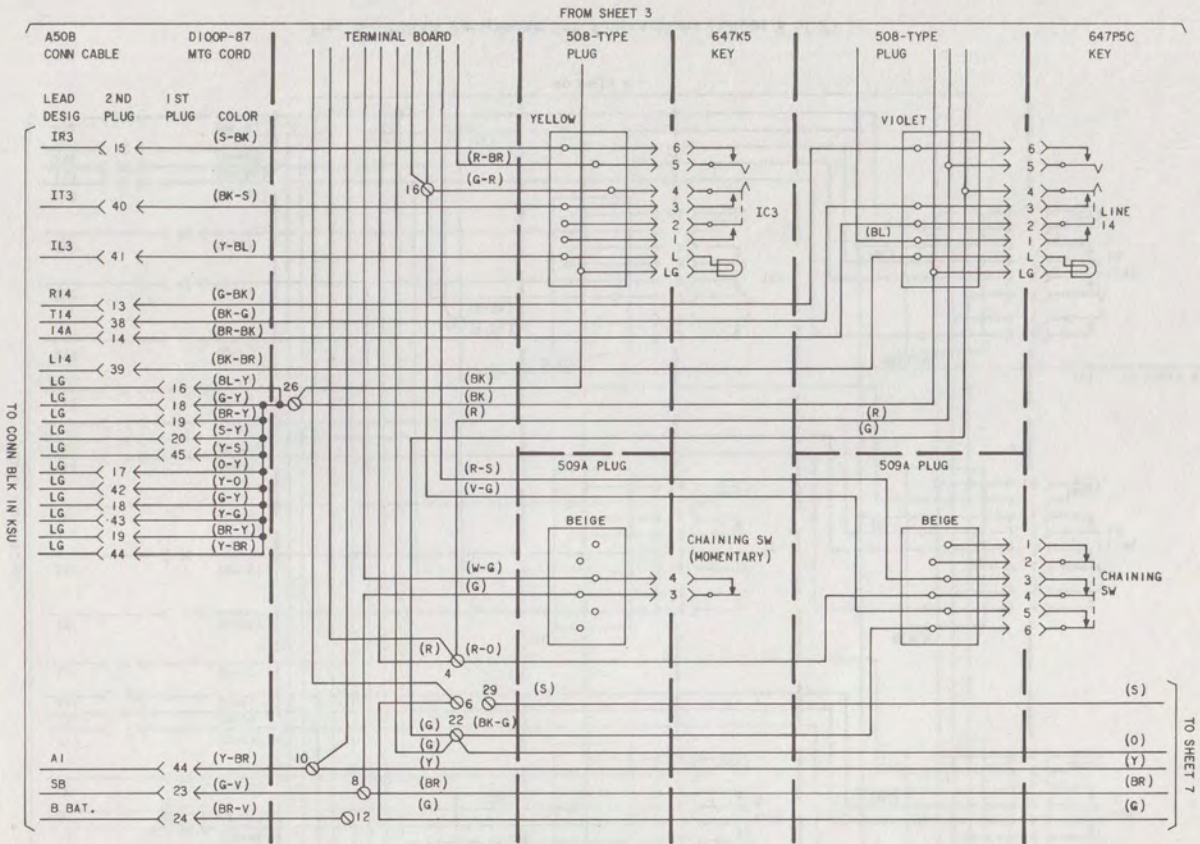 FROM SHEET 3
A50B CONN CABLE
D100P-87 MTG CORD
TERMINAL BOARD
508-TYPE PLUG
647K5 KEY
508-TYPE PLUG
647P5C KEY
LEAD DESIG
2ND PLUG
1ST PLUG
COLOR
IR3 15 (S-BK)
IT3 40 (BK-S)
IL3 41 (Y-BL)
R14 13 (G-BK)
T14 38 (BK-G)
14A 14 (BR-BK)
L14 39 (BK-BR)
LG 16 (BL-Y)
LG 18 (G-Y)
LG 19 (BR-Y)
LG 20 (S-Y)
LG 45 (Y-S)
LG 17 (O-Y)
LG 42 (Y-O)
LG 18 (G-Y)
LG 43 (Y-G)
LG 19 (BR-Y)
LG 44 (Y-BR)
A1 44 (Y-BR)
SB 23 (G-V)
B BAT. 24 (BR-V)
TO CONN BLK IN KSU
26
16
(R-BR)
(G-R)
(BK)
(BK)
(R)
(R-S)
(V-G)
(W-G)
(G)
(R)
(R-O)
4
6
29
(S)
22
(G)
(BK-G)
(G)
10
(Y)
8
(BR)
12
(G)
YELLOW
6
5
4
3
2
1
L
LG
IC3
VIOLET
(BL)
6
5
4
3
2
1
L
LG
LINE 14
(R)
(G)
509A PLUG
BEIGE
CHAINING SW (MOMENTARY)
4
3
509A PLUG
BEIGE
1
2
3
4
5
6
CHAINING SW
(S)
(O)
(Y)
(BR)
(G)
TO SHEET 7